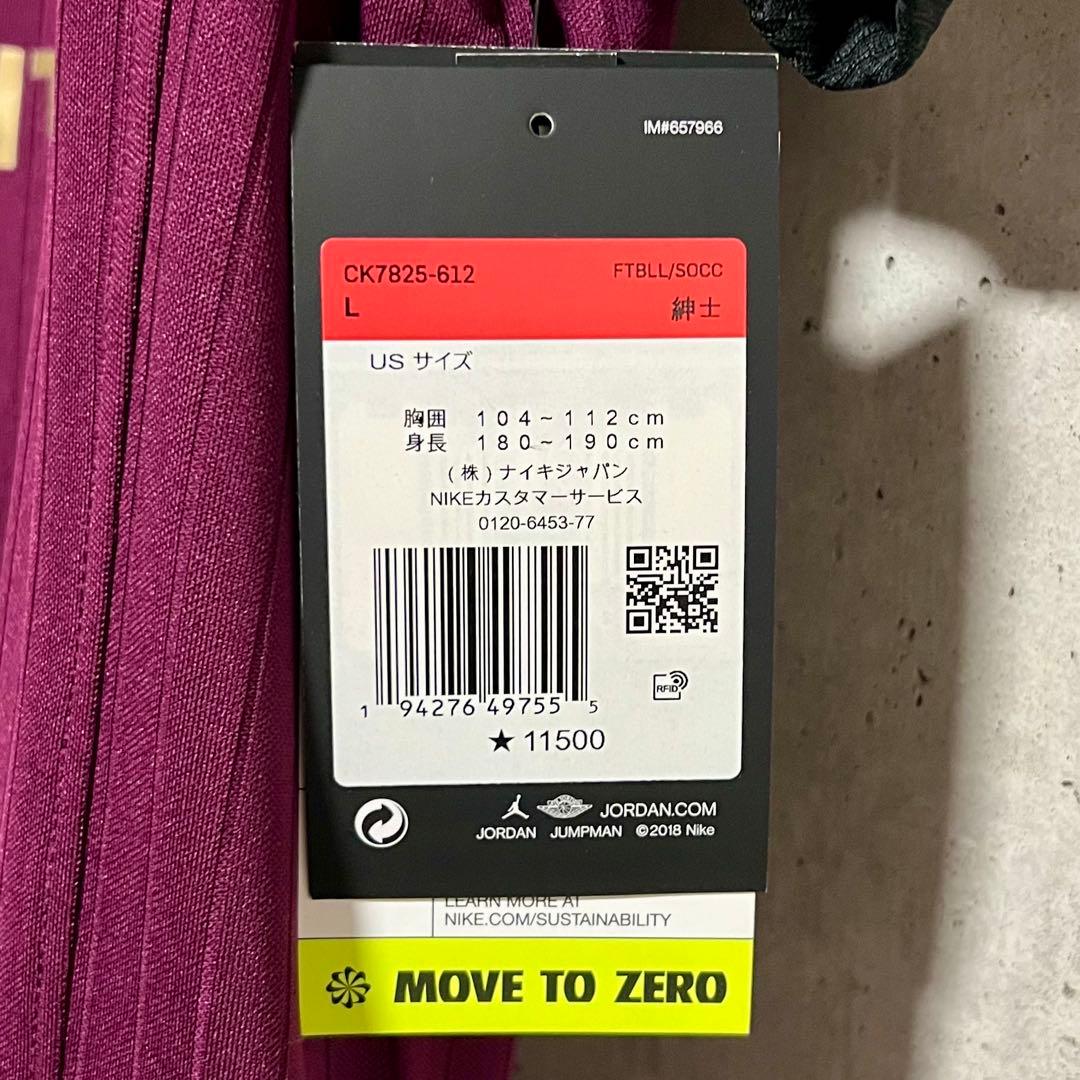 IM#657966
CK7825-612
FTBLL/SOCC
L
紳士
US サイズ
胸囲 104~112cm
身長 180~190cm
(株)ナイキジャパン
NIKEカスタマーサービス
0120-6453-77
RFID
1 94276 49755 5
★11500
JORDAN.COM
JORDAN JUMPMAN ©2018 Nike
LEARN MORE AT
NIKE.COM/SUSTAINABILITY
MOVE TO ZERO